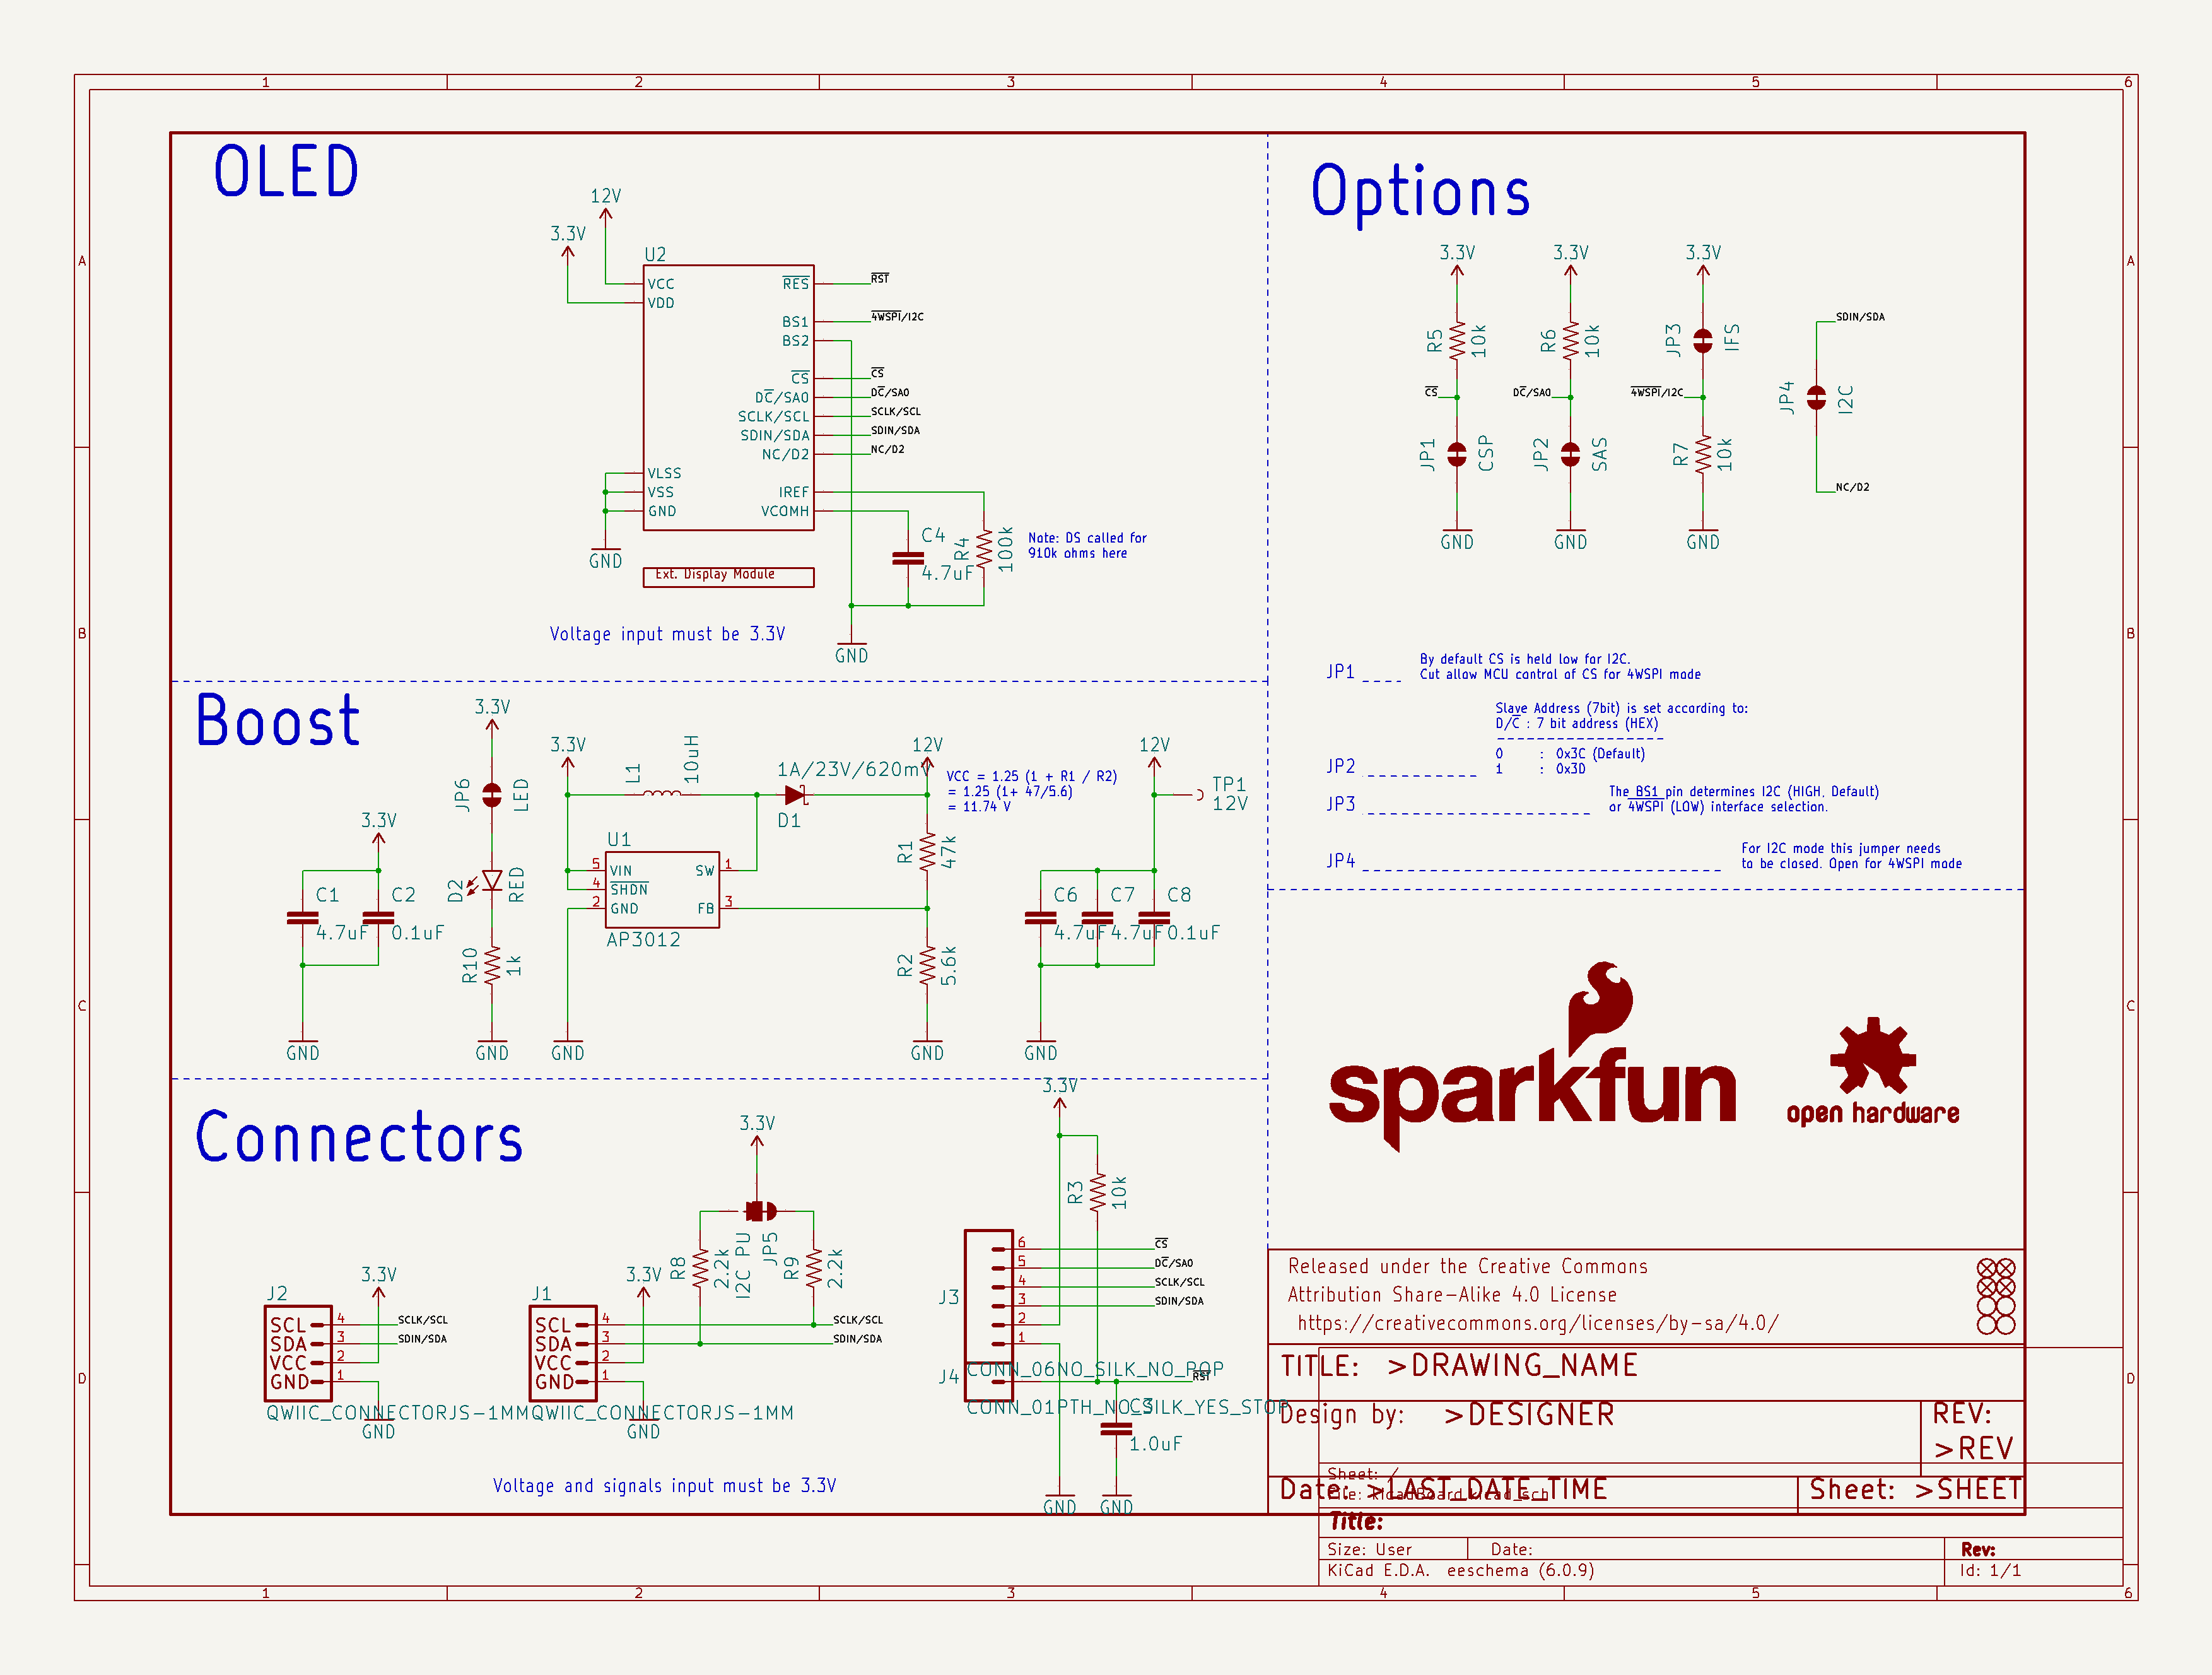 1 2 3 4 5 6
A
B
C
D
OLED
12V
3.3V
U2
VCC
VDD
RES
RST
BS1
4WSPI/I2C
BS2
CS
CS
DC/SA0
DC/SA0
SCLK/SCL
SCLK/SCL
SDIN/SDA
SDIN/SDA
NC/D2
NC/D2
VLSS
VSS
GND
IREF
VCOMH
GND
C4
4.7uF
R4
100k
Note: DS called for
910k ohms here
Ext. Display Module
Voltage input must be 3.3V
GND
Options
3.3V
3.3V
3.3V
R5
10k
R6
10k
JP3
IFS
SDIN/SDA
CS
DC/SA0
4WSPI/I2C
JP4
I2C
JP1
CSP
JP2
SAS
R7
10k
NC/D2
GND
GND
GND
JP1
By default CS is held low for I2C.
Cut allow MCU control of CS for 4WSPI mode
Slave Address (7bit) is set according to:
D/C : 7 bit address (HEX)
--------------------
0 : 0x3C (Default)
1 : 0x3D
JP2
JP3
The BS1 pin determines I2C (HIGH, Default)
or 4WSPI (LOW) interface selection.
JP4
For I2C mode this jumper needs
to be closed. Open for 4WSPI mode
Boost
3.3V
C1
4.7uF
C2
0.1uF
GND
3.3V
JP6
LED
D2
RED
R10
1k
GND
3.3V
L1
10uH
1A/23V/620mV
D1
12V
VCC = 1.25 (1 + R1 / R2)
= 1.25 (1+ 47/5.6)
= 11.74 V
U1
5 VIN
4 SHDN
2 GND
SW 1
FB 3
AP3012
R1
47k
R2
5.6k
GND
GND
12V
TP1
12V
C6
4.7uF
C7
4.7uF
C8
0.1uF
GND
sparkfun
open hardware
Connectors
J2
SCL 4
SDA 3
VCC 2
GND 1
3.3V
SCLK/SCL
SDIN/SDA
QWIIC_CONNECTORJS-1MM
GND
J1
SCL 4
SDA 3
VCC 2
GND 1
3.3V
3.3V
R8
2.2k
I2C PU
JP5
R9
2.2k
SCLK/SCL
SDIN/SDA
QWIIC_CONNECTORJS-1MM
GND
Voltage and signals input must be 3.3V
3.3V
R3
10k
J3
6
5
4
3
2
1
CS
DC/SA0
SCLK/SCL
SDIN/SDA
CONN_06NO_SILK_NO_POP
J4
RST
CONN_01PTH_NO_SILK_YES_STOP
C3
1.0uF
GND
GND
Released under the Creative Commons
Attribution Share-Alike 4.0 License
https://creativecommons.org/licenses/by-sa/4.0/
TITLE: >DRAWING_NAME
Design by: >DESIGNER
REV:
>REV
Date: >LAST_DATE_TIME
Sheet: >SHEET
Sheet: /
File: kicadBoard.kicad_sch
Title:
Size: User
Date:
Rev:
KiCad E.D.A. eeschema (6.0.9)
Id: 1/1
A
B
C
D
1 2 3 4 5 6